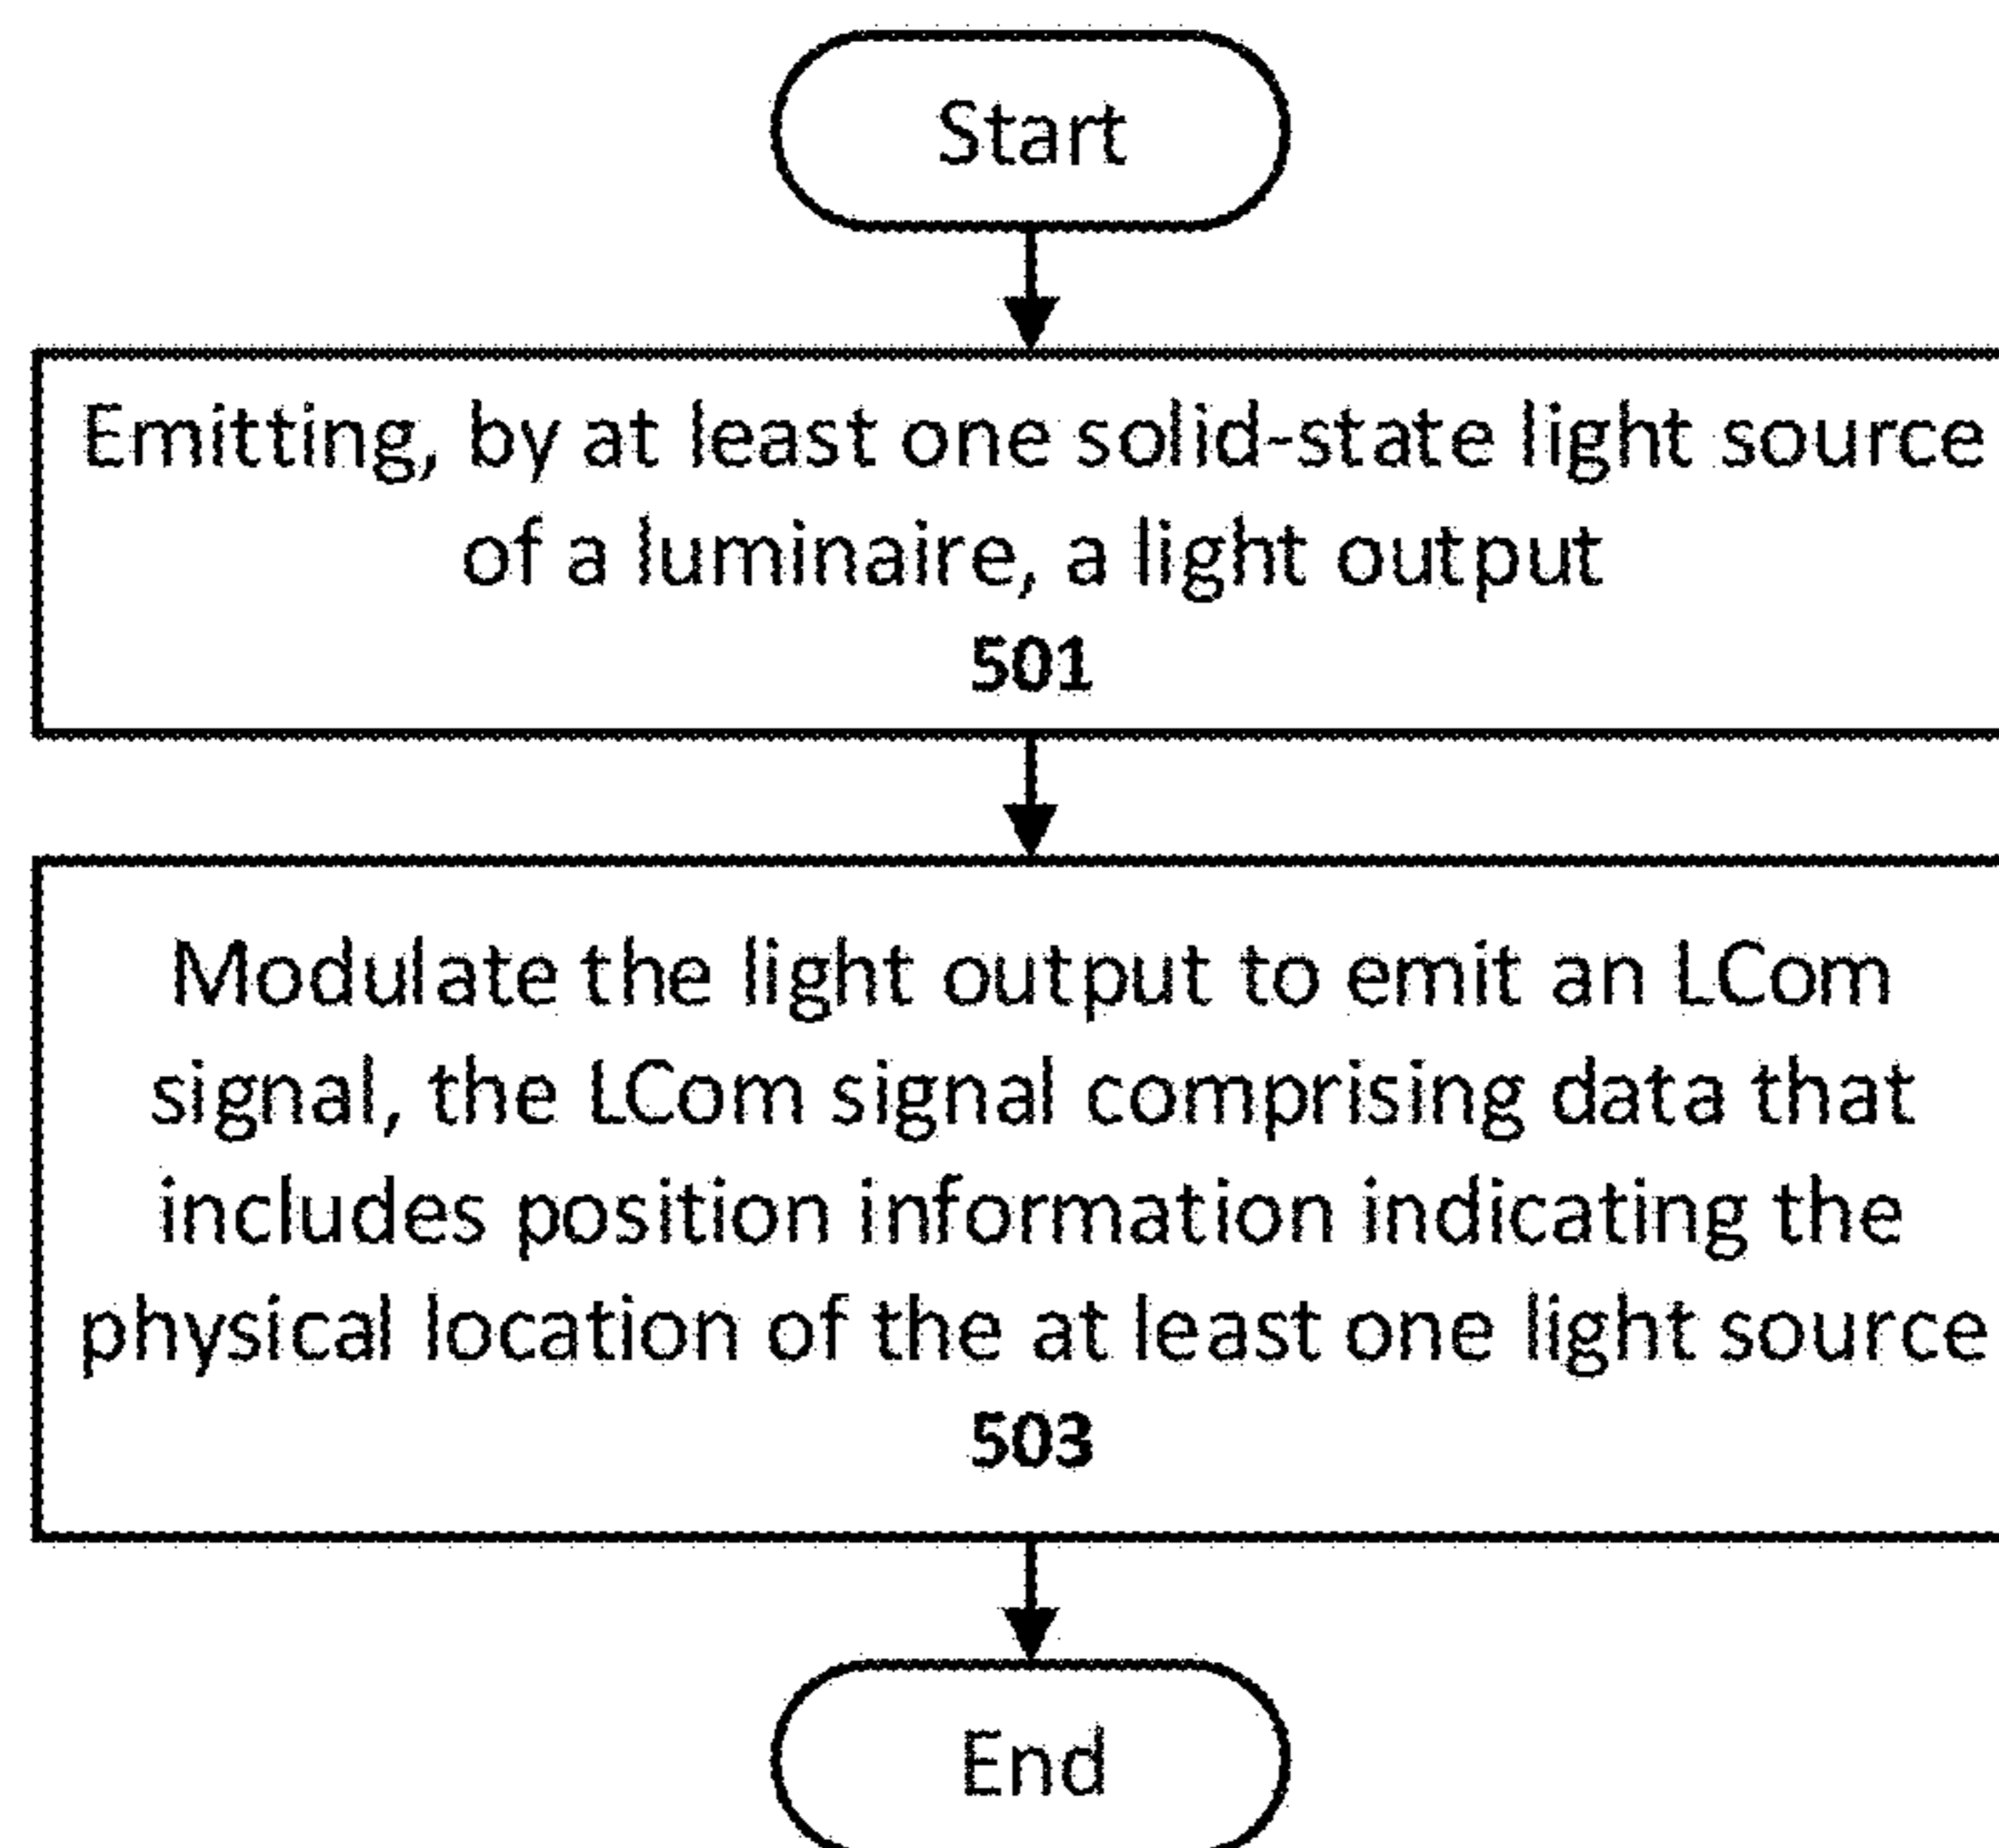 Start
Emitting, by at least one solid-state light source
of a luminaire, a light output
501
Modulate the light output to emit an LCom
signal, the LCom signal comprising data that
includes position information indicating the
physical location of the at least one light source
503
End